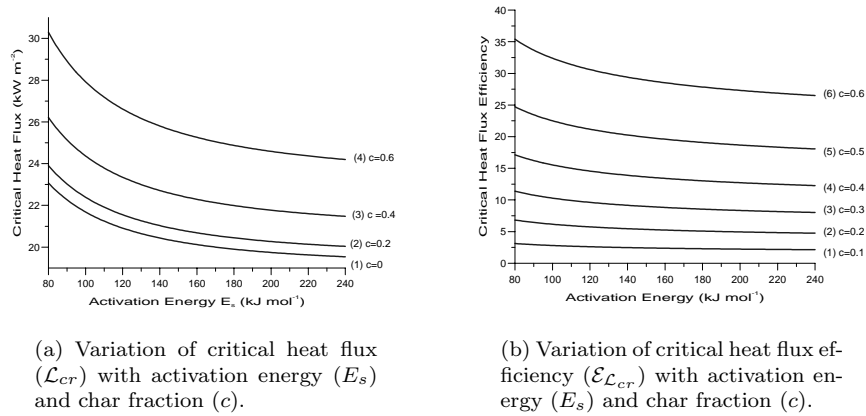 Critical Heat Flux (kW m⁻²)
30
28
26
24
22
20
(4) c=0.6
(3) c =0.4
(2) c=0.2
(1) c=0
80 100 120 140 160 180 200 220 240
Activation Energy Eₛ (kJ mol⁻¹)
(a) Variation of critical heat flux
(ℒcr) with activation energy (Eₛ)
and char fraction (c).
Critical Heat Flux Efficiency
40
35
30
25
20
15
10
5
0
(6) c=0.6
(5) c=0.5
(4) c=0.4
(3) c=0.3
(2) c=0.2
(1) c=0.1
80 100 120 140 160 180 200 220 240
Activation Energy (kJ mol⁻¹)
(b) Variation of critical heat flux ef-
ficiency (ℰℒcr) with activation en-
ergy (Eₛ) and char fraction (c).